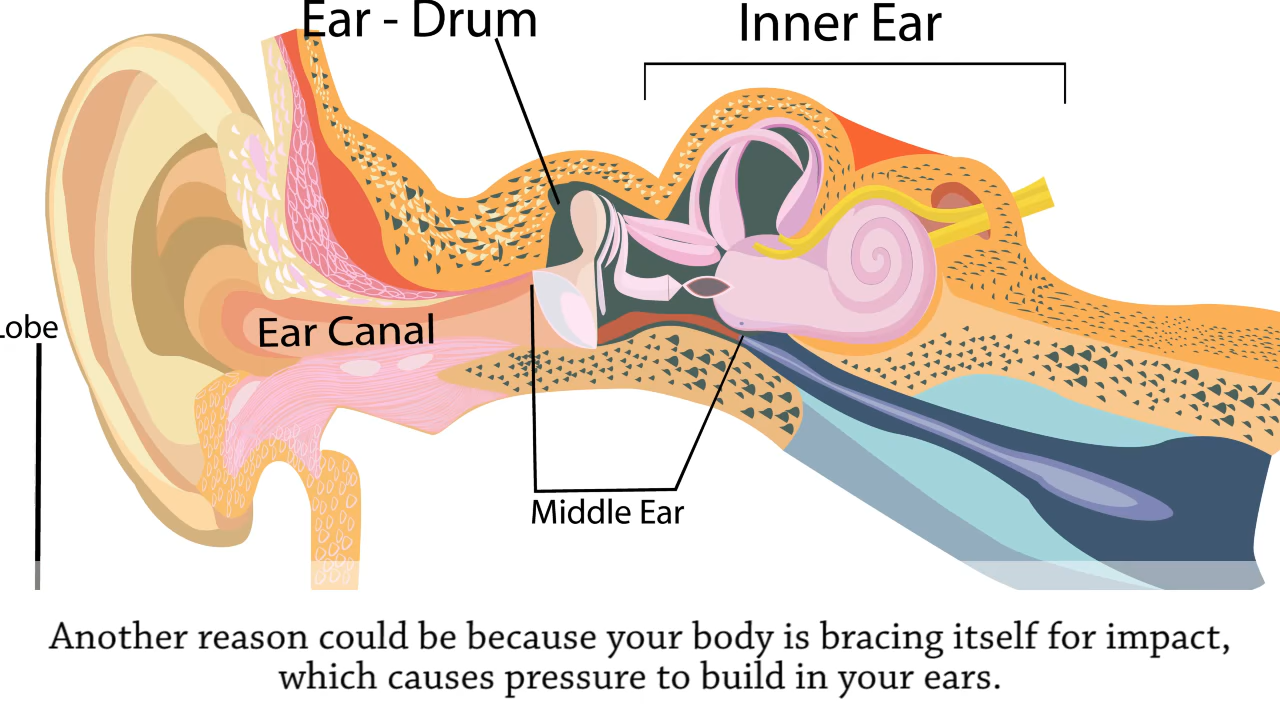 Ear - Drum
Inner Ear
Lobe
Ear Canal
Middle Ear
Another reason could be because your body is bracing itself for impact,
which causes pressure to build in your ears.